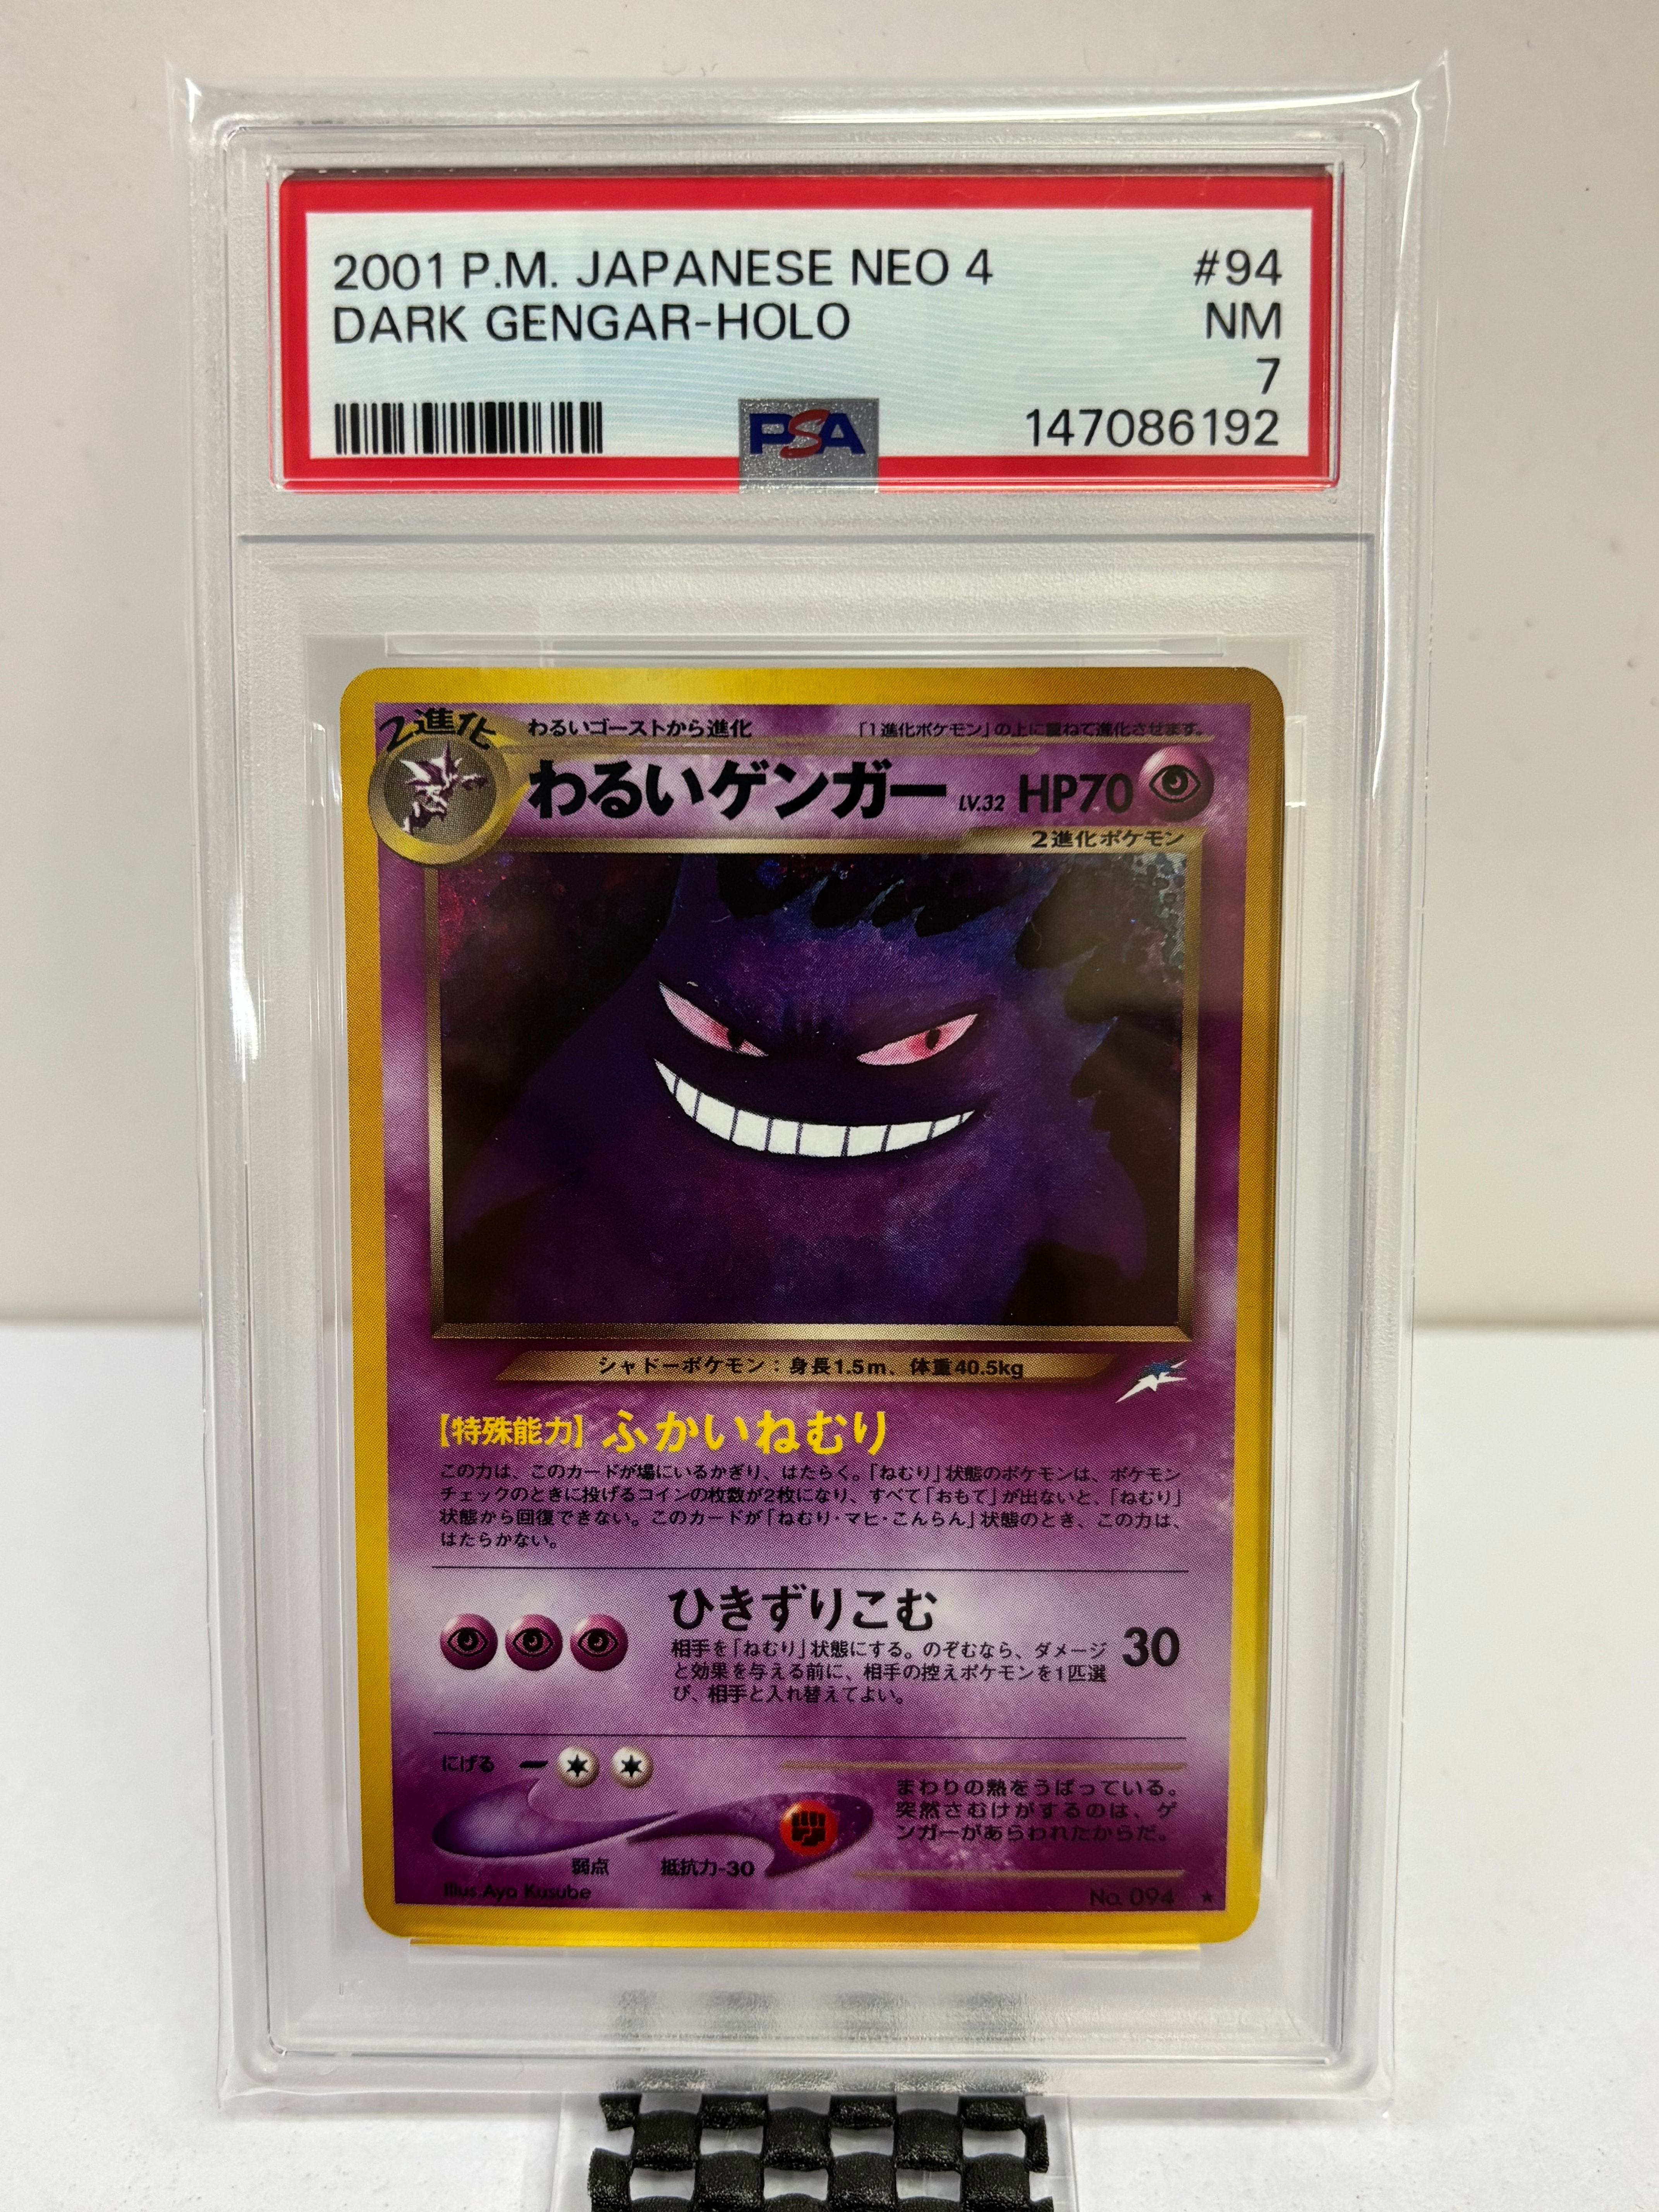 2001 P.M. JAPANESE NEO 4 #94
DARK GENGAR-HOLO NM
7
PSA 147086192
2進化 わるいゴーストから進化 「1進化ポケモン」の上に重ねて進化させます。
わるいゲンガー LV.32 HP70
2進化ポケモン
シャドーポケモン：身長1.5m、体重40.5kg
【特殊能力】ふかいねむり
この力は、このカードが場にいるかぎり、はたらく。「ねむり」状態のポケモンは、ポケモン
チェックのときに投げるコインの枚数が2枚になり、すべて「おもて」が出ないと、「ねむり」
状態から回復できない。このカードが「ねむり・マヒ・こんらん」状態のとき、この力は、
はたらかない。
ひきずりこむ
相手を「ねむり」状態にする。のぞむなら、ダメージ
と効果を与える前に、相手の控えポケモンを1匹選
び、相手と入れ替えてよい。
30
にげる
まわりの熱をうばっている。
突然さむけがするのは、ゲ
ンガーがあらわれたからだ。
弱点 抵抗力-30
Illus.Aya Kusube No. 094 ★